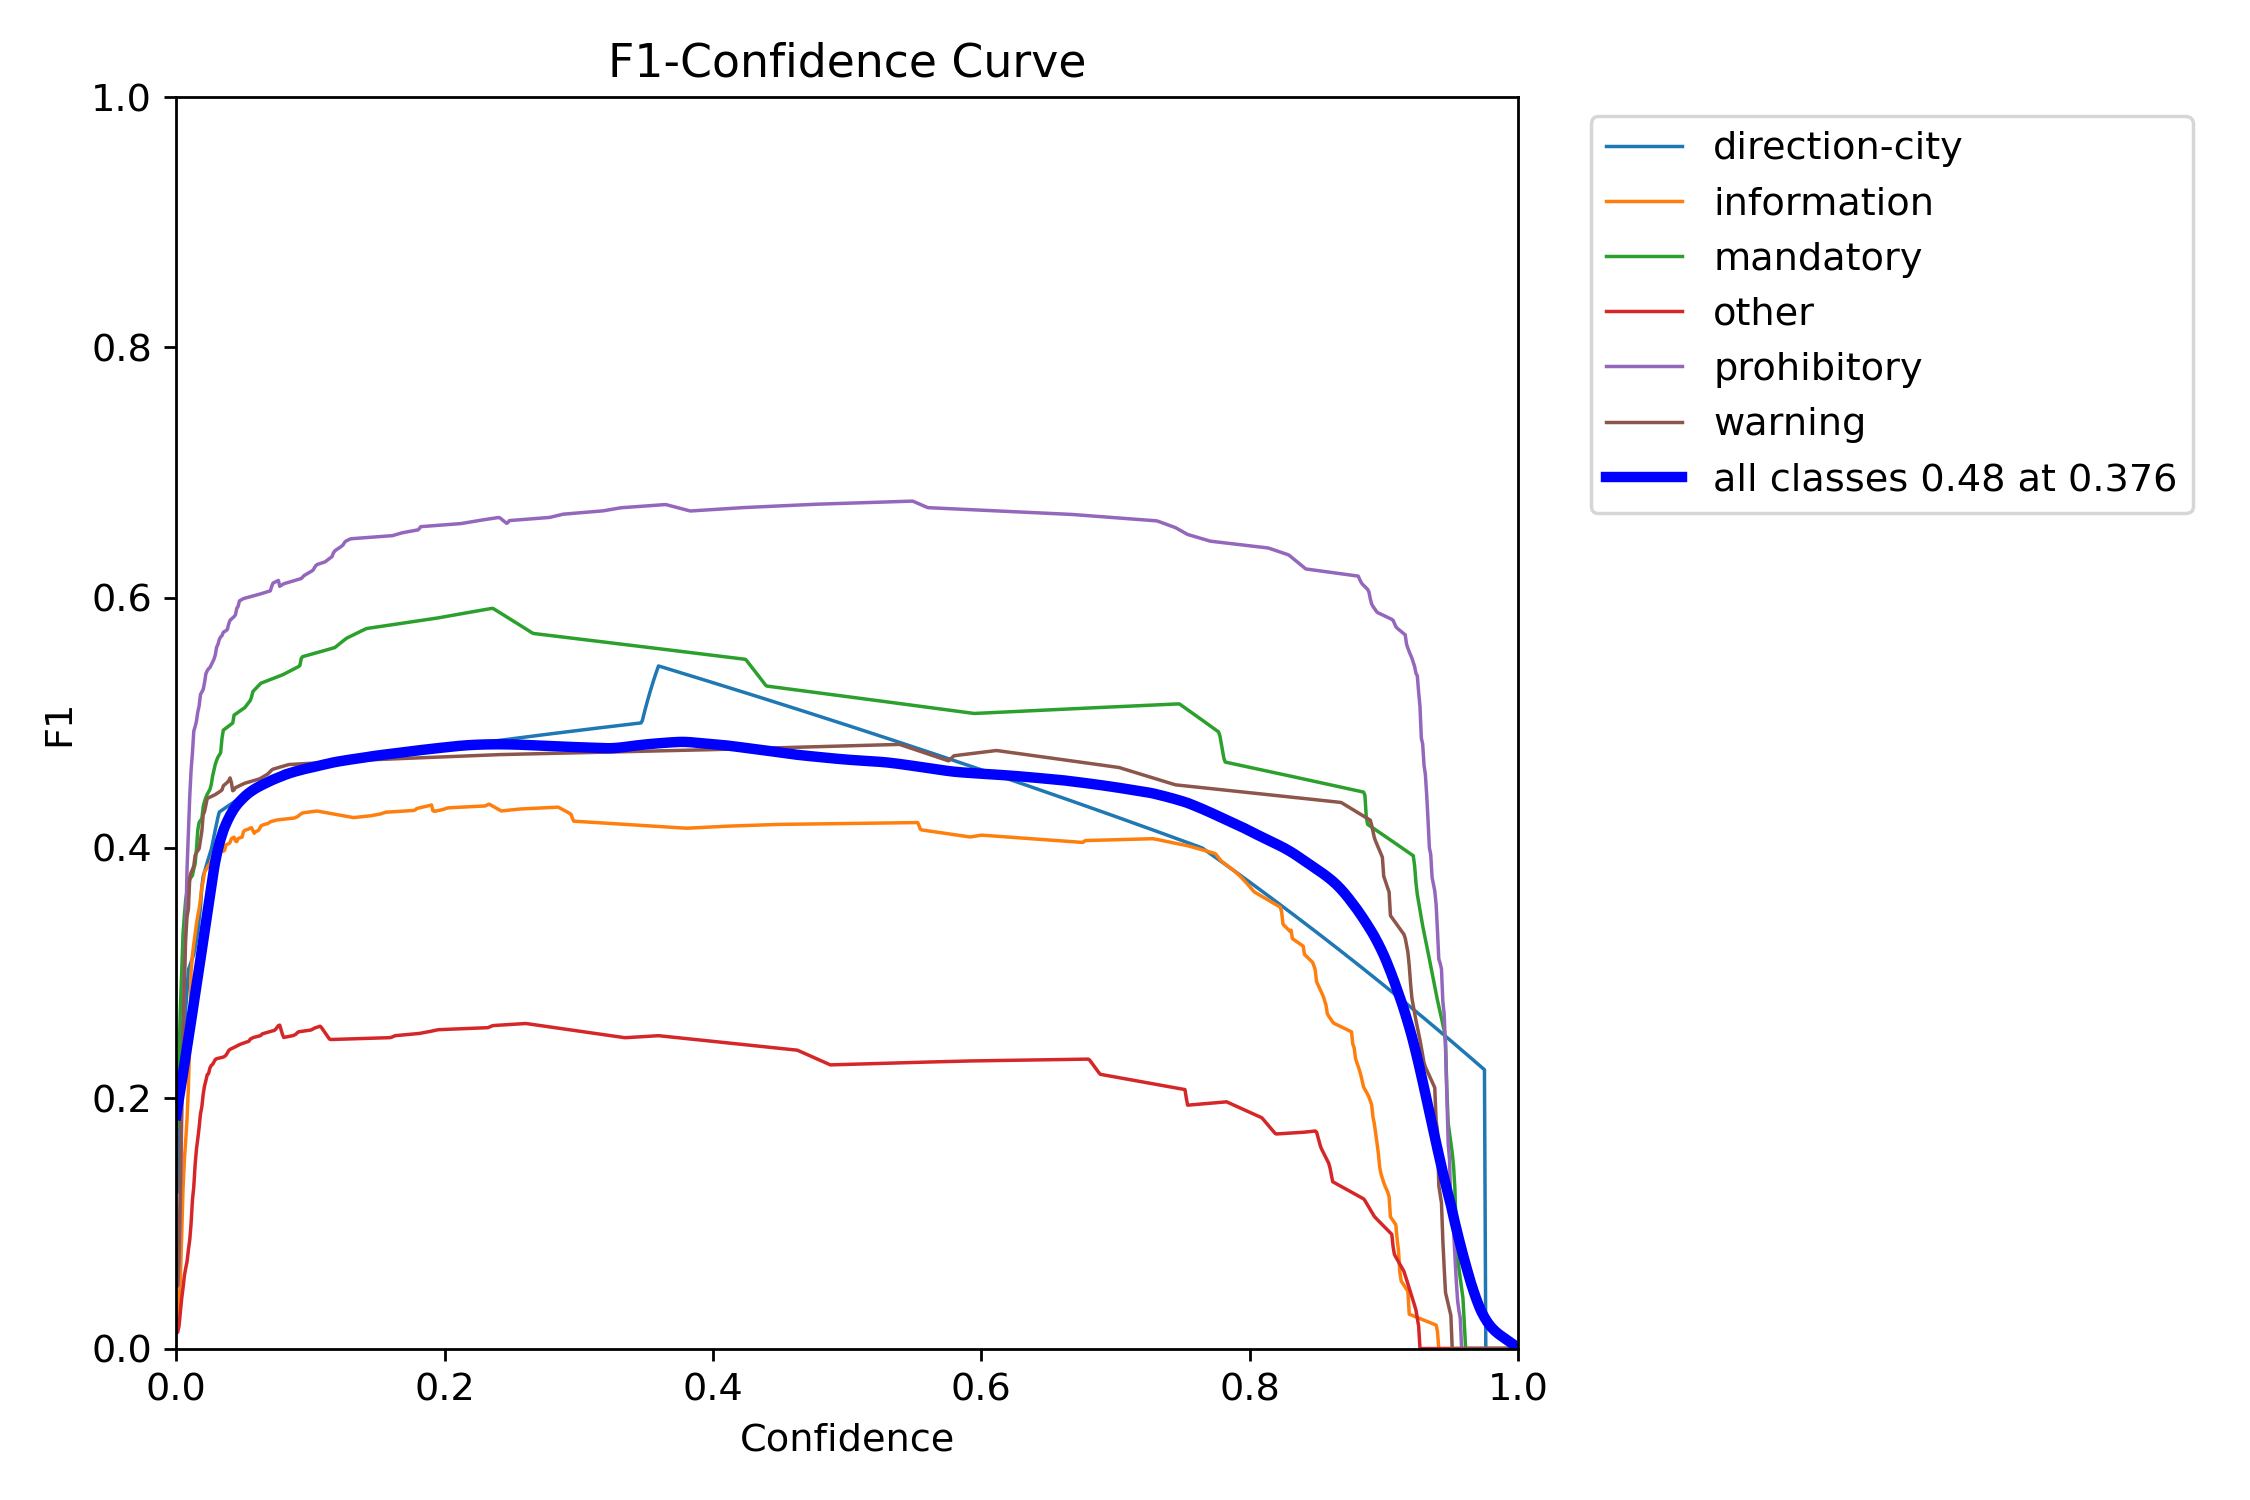 F1-Confidence Curve
1.0
0.8
0.6
0.4
0.2
0.0
F1
0.0 0.2 0.4 0.6 0.8 1.0
Confidence
direction-city
information
mandatory
other
prohibitory
warning
all classes 0.48 at 0.376